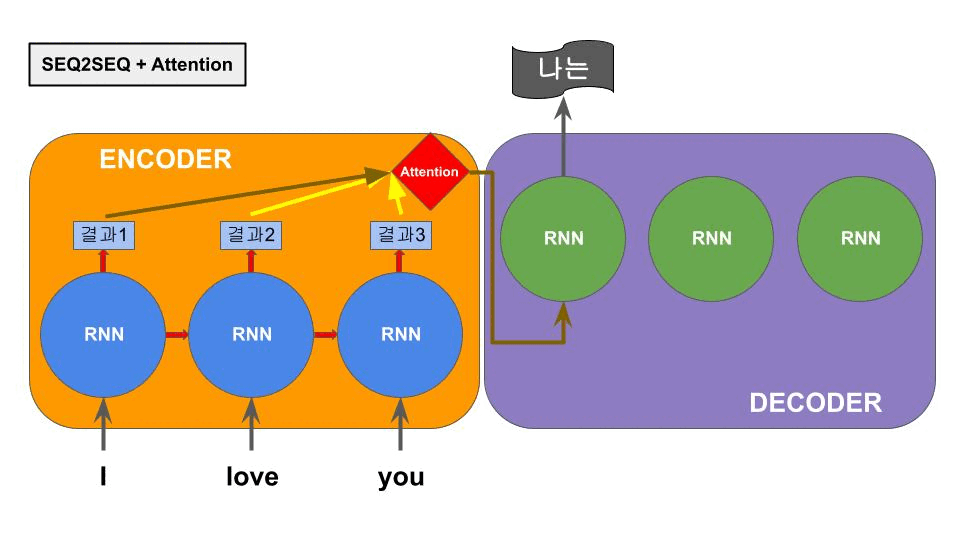 SEQ2SEQ + Attention
나는
ENCODER
Attention
결과1
결과2
결과3
RNN
RNN
RNN
RNN
RNN
RNN
DECODER
I
love
you